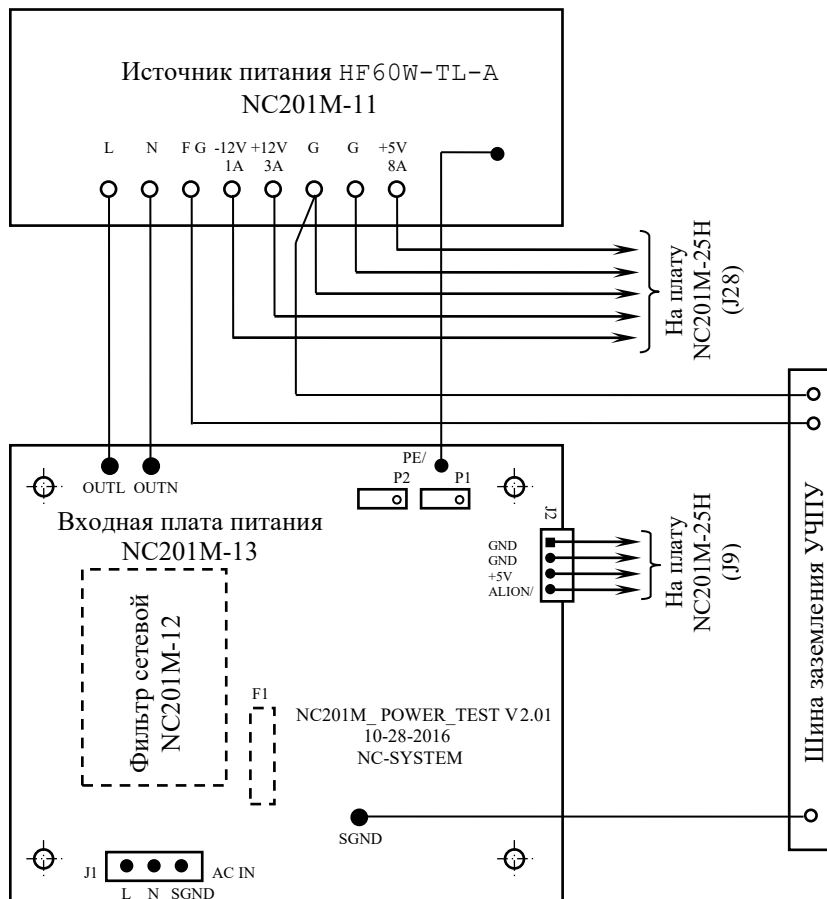 Источник питания HF60W-TL-A
NC201M-11
L N F G -12V +12V G G +5V
1A 3A 8A
На плату
NC201M-25H
(J28)
PE/
OUTL OUTN
P2 P1
J2
Входная плата питания
NC201M-13
GND
GND
+5V
ALION/
На плату
NC201M-25H
(J9)
Шина заземления УЧПУ
Фильтр сетевой
NC201M-12
F1
NC201M_ POWER_TEST V2.01
10-28-2016
NC-SYSTEM
SGND
J1 AC IN
L N SGND